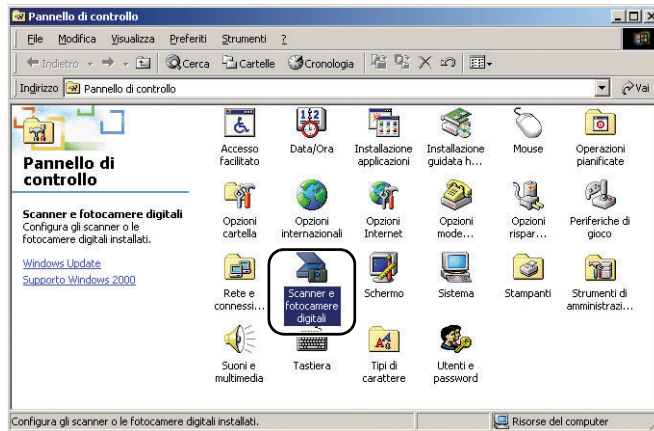 Pannello di controllo
File Modifica Visualizza Preferiti Strumenti ?
Indietro Cerca Cartelle Cronologia
Indirizzo Pannello di controllo Vai
Pannello di
controllo
Scanner e fotocamere digitali
Configura gli scanner o le
fotocamere digitali installati.
Windows Update
Supporto Windows 2000
Accesso
facilitato
Data/Ora
Installazione
applicazioni
Installazione
guidata h...
Mouse
Operazioni
pianificate
Opzioni
cartella
Opzioni
internazionali
Opzioni
Internet
Opzioni
mode...
Opzioni
rispar...
Periferiche di
gioco
Rete e
connessi...
Scanner e
fotocamere
digitali
Schermo
Sistema
Stampanti
Strumenti di
amministrazi...
Suoni e
multimedia
Tastiera
Tipi di
carattere
Utenti e
password
Configura gli scanner o le fotocamere digitali installati.
Risorse del computer